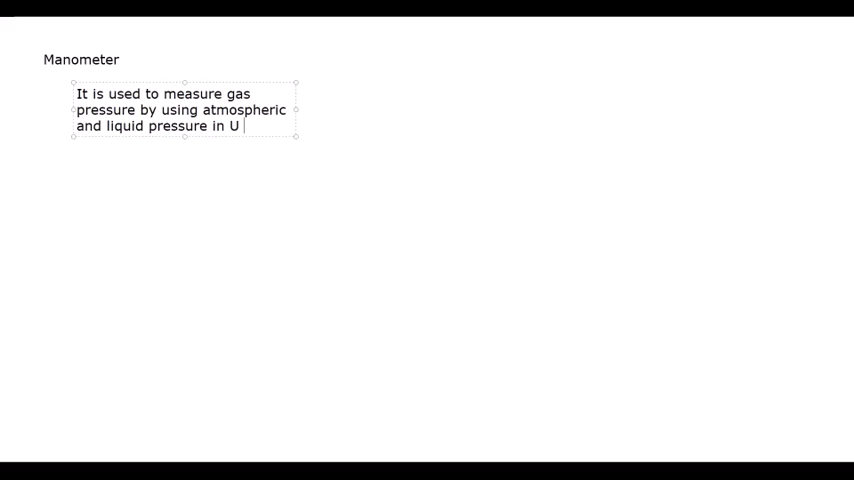 Manometer
It is used to measure gas
pressure by using atmospheric
and liquid pressure in U